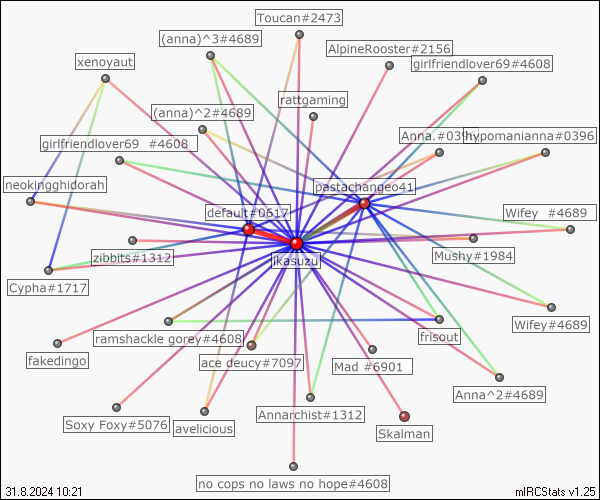 Toucan#2473
(anna)^3#4689
AlpineRooster#2156
xenoyaut
girlfriendlover69#4608
rattgaming
(anna)^2#4689
Anna.#039
hypomanianna#0396
girlfriendlover69 #4608
neokingghidorah
pastachangeo41
default#0617
Wifey #4689
zibbits#1312
jkasuzu
Mushy#1984
Cypha#1717
Wifey#4689
ramshackle gorey#4608
frisout
fakedingo
ace deucy#7097
Mad #6901
Anna^2#4689
Annarchist#1312
Soxy Foxy#5076
avelicious
Skalman
no cops no laws no hope#4608
31.8.2024 10:21
mIRCStats v1.25